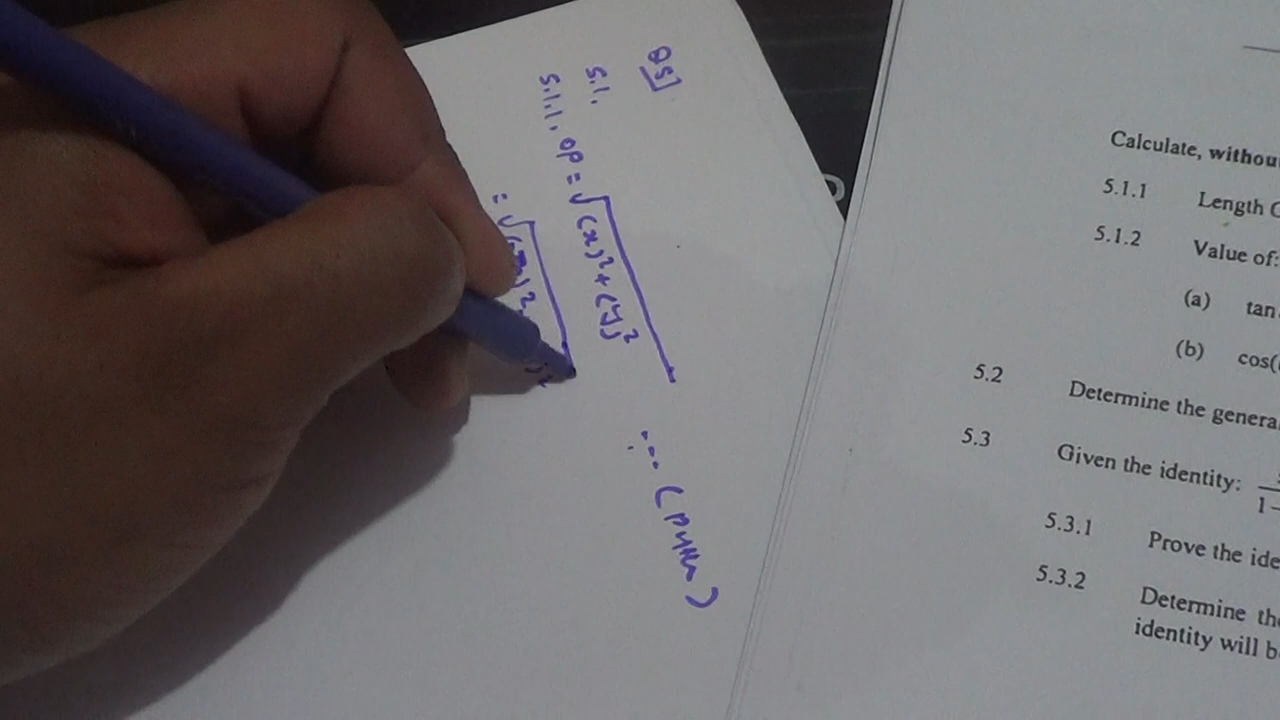 Q5]
5.1.
5.1.1. OP = √(x)²+(y)² ... (PYTH)
= √
Calculate, withou
5.1.1 Length O
5.1.2 Value of:
(a) tan
(b) cos(
5.2 Determine the genera
5.3 Given the identity:
1-
5.3.1 Prove the ide
5.3.2 Determine the
identity will b